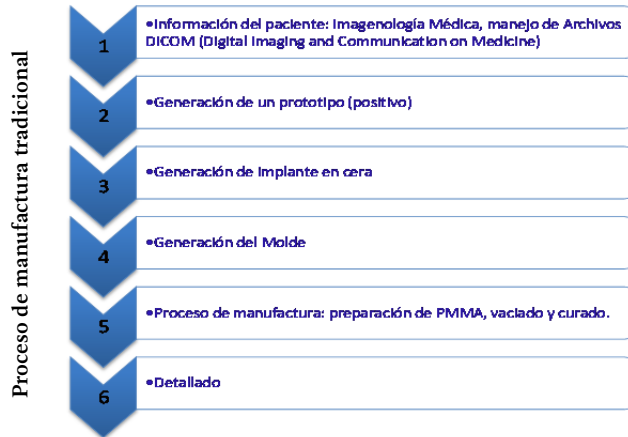 Proceso de manufactura tradicional
1
•Información del paciente: Imagenología Médica, manejo de Archivos
DICOM (Digital Imaging and Communication on Medicine)
2
•Generación de un prototipo (positivo)
3
•Generación de Implante en cera
4
•Generación del Molde
5
•Proceso de manufactura: preparación de PMMA, vaciado y curado.
6
•Detallado